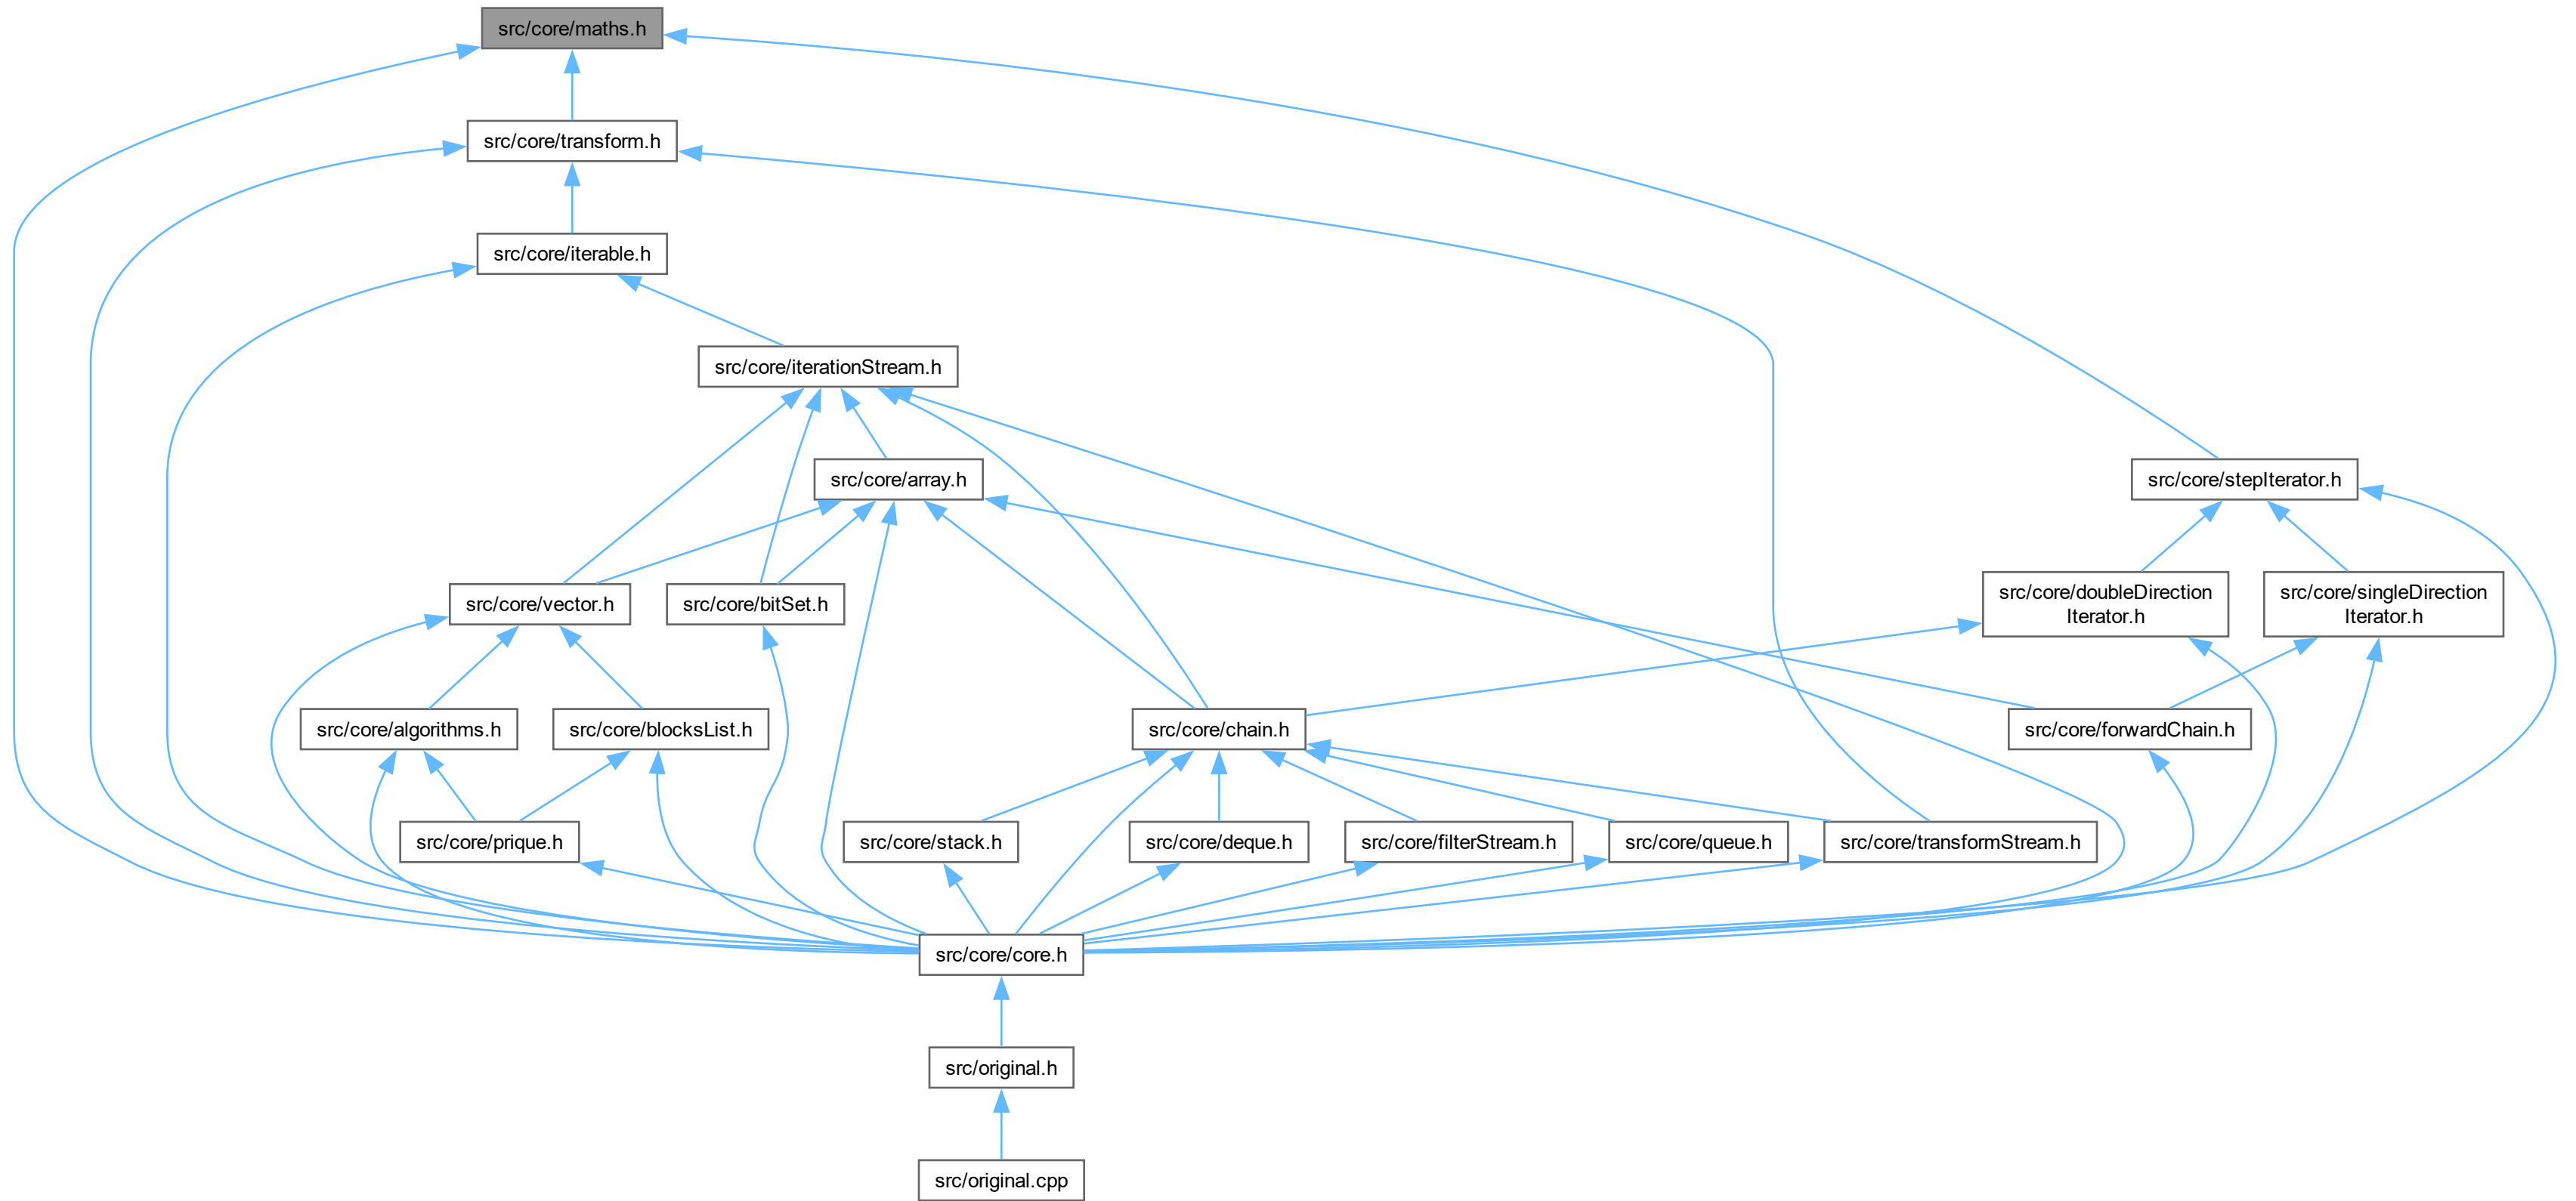 src/core/maths.h
src/core/transform.h
src/core/iterable.h
src/core/iterationStream.h
src/core/array.h
src/core/stepIterator.h
src/core/vector.h
src/core/bitSet.h
src/core/doubleDirection
Iterator.h
src/core/singleDirection
Iterator.h
src/core/algorithms.h
src/core/blocksList.h
src/core/chain.h
src/core/forwardChain.h
src/core/prique.h
src/core/stack.h
src/core/deque.h
src/core/filterStream.h
src/core/queue.h
src/core/transformStream.h
src/core/core.h
src/original.h
src/original.cpp